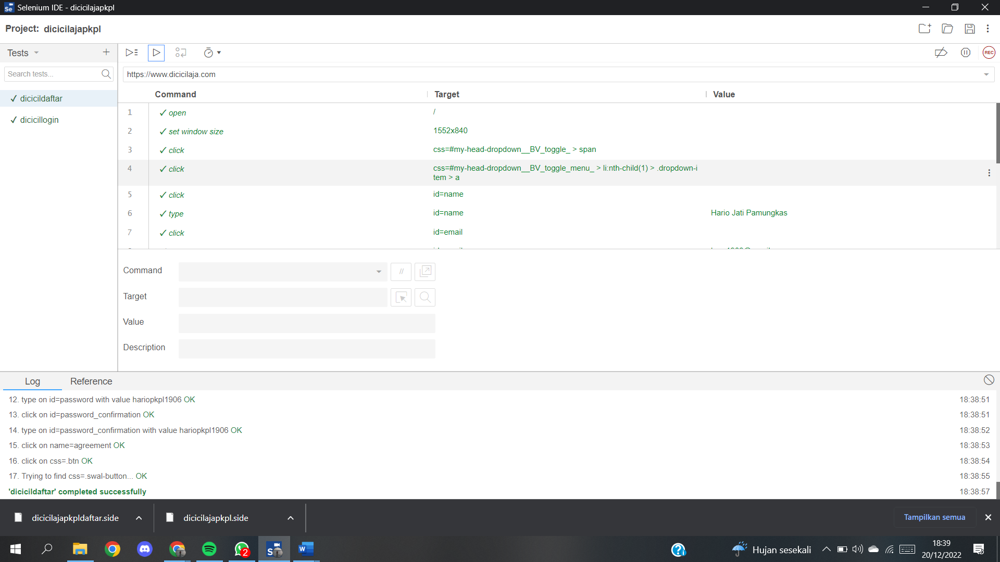 Selenium IDE - dicicilajapkpl
Project: dicicilajapkpl
Tests
Search tests...
✓ dicicildaftar
✓ dicicillogin
REC
https://www.dicicilaja.com
Command Target Value
1 ✓ open /
2 ✓ set window size 1552x840
3 ✓ click css=#my-head-dropdown__BV_toggle_ > span
4 ✓ click css=#my-head-dropdown__BV_toggle_menu_ > li:nth-child(1) > .dropdown-i
tem > a
5 ✓ click id=name
6 ✓ type id=name Hario Jati Pamungkas
7 ✓ click id=email
Command //
Target
Value
Description
Log Reference
12. type on id=password with value hariopkpl1906 OK 18:38:51
13. click on id=password_confirmation OK 18:38:51
14. type on id=password_confirmation with value hariopkpl1906 OK 18:38:52
15. click on name=agreement OK 18:38:53
16. click on css=.btn OK 18:38:54
17. Trying to find css=.swal-button... OK 18:38:55
'dicicildaftar' completed successfully 18:38:57
dicicilajapkpldaftar.side
dicicilajapkpl.side
Tampilkan semua
2
Se
W
Hujan sesekali
18:39
20/12/2022